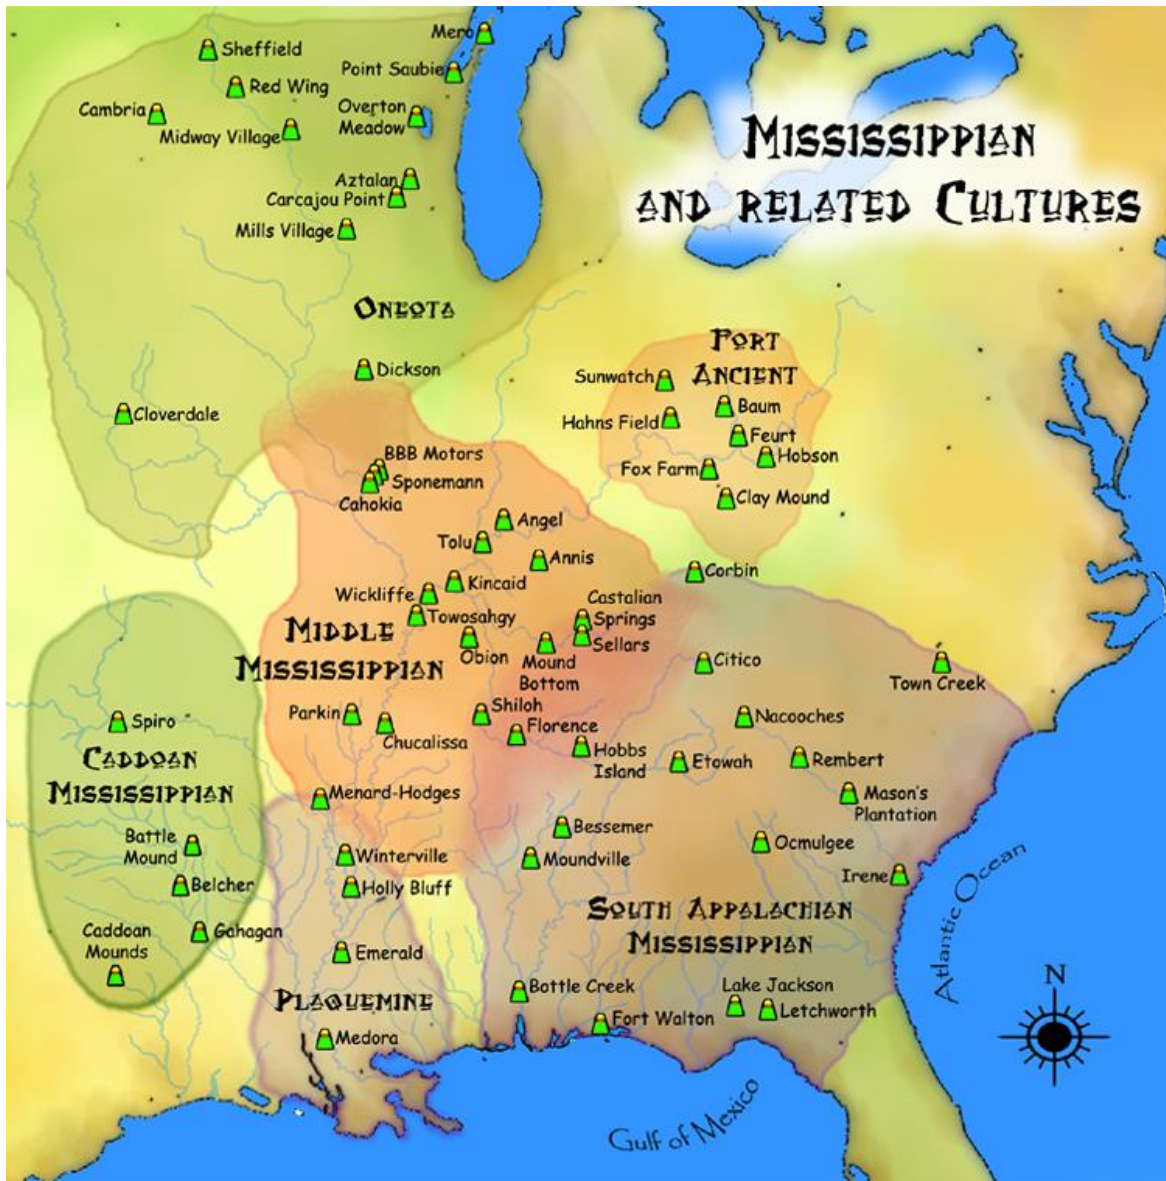 Mississippian
and related Cultures
Mero
Sheffield
Point Saubie
Red Wing
Cambria
Overton
Meadow
Midway Village
Aztalan
Carcajou Point
Mills Village
Oneota
Dickson
Cloverdale
Fort
Ancient
Sunwatch
Baum
Hahns Field
Feurt
Hobson
Fox Farm
Clay Mound
BBB Motors
Sponemann
Cahokia
Angel
Tolu
Annis
Corbin
Kincaid
Wickliffe
Castalian
Springs
Towosahgy
Sellars
Middle
Mississippian
Obion
Mound
Bottom
Citico
Town Creek
Parkin
Shiloh
Chucalissa
Florence
Nacooches
Hobbs
Island
Etowah
Rembert
Spiro
Caddoan
Mississippian
Menard-Hodges
Mason's
Plantation
Battle
Mound
Bessemer
Ocmulgee
Winterville
Moundville
Belcher
Holly Bluff
Irene
South Appalachian
Mississippian
Caddoan
Mounds
Gahagan
Emerald
Plaquemine
Bottle Creek
Lake Jackson
Letchworth
Fort Walton
Medora
Atlantic Ocean
N
Gulf of Mexico